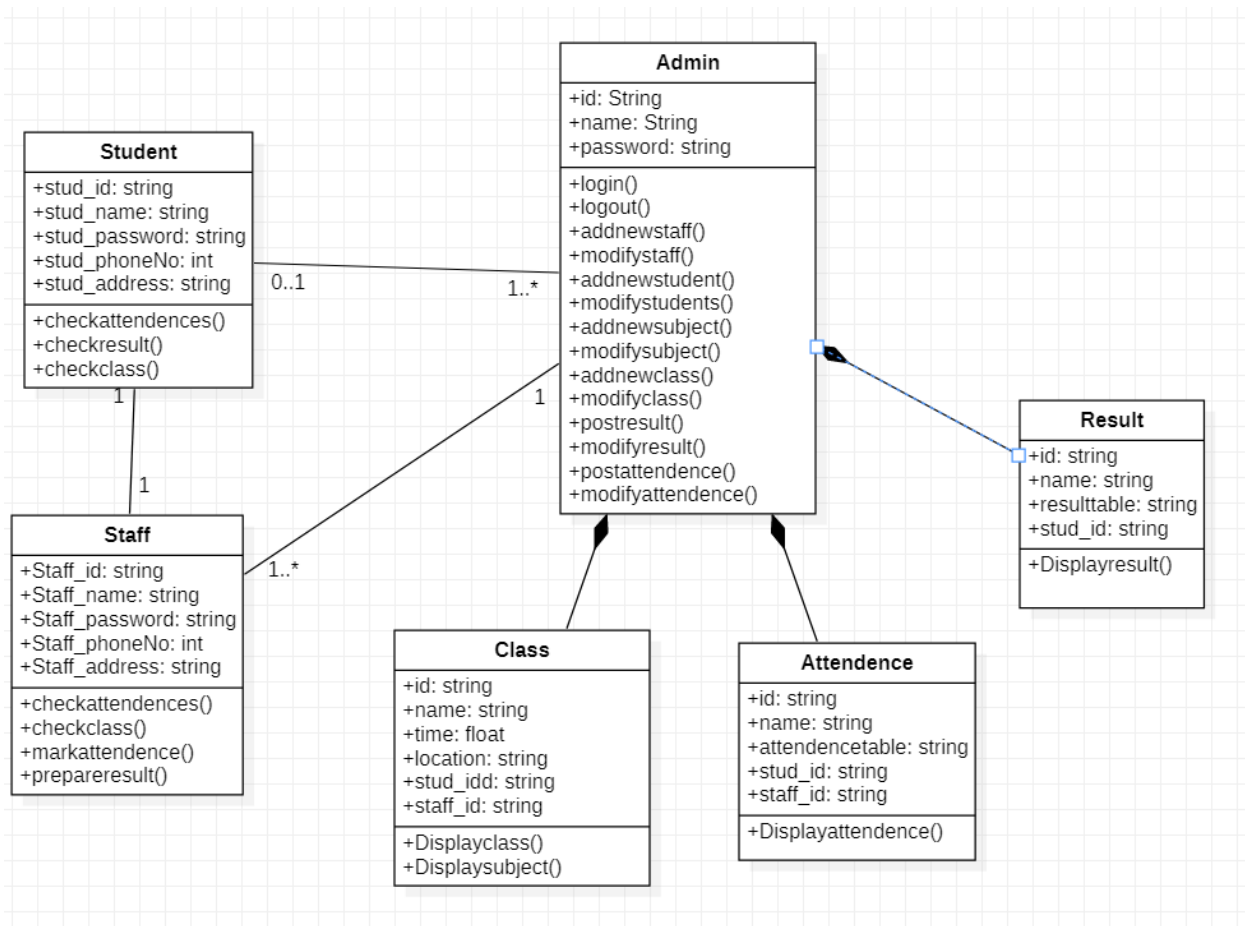 Admin
+id: String
+name: String
+password: string
+login()
+logout()
+addnewstaff()
+modifystaff()
+addnewstudent()
+modifystudents()
+addnewsubject()
+modifysubject()
+addnewclass()
+modifyclass()
+postresult()
+modifyresult()
+postattendence()
+modifyattendence()
Student
+stud_id: string
+stud_name: string
+stud_password: string
+stud_phoneNo: int
+stud_address: string
+checkattendences()
+checkresult()
+checkclass()
0..1
1..*
1
1
1
1..*
Result
+id: string
+name: string
+resulttable: string
+stud_id: string
+Displayresult()
Staff
+Staff_id: string
+Staff_name: string
+Staff_password: string
+Staff_phoneNo: int
+Staff_address: string
+checkattendences()
+checkclass()
+markattendence()
+prepareresult()
Class
+id: string
+name: string
+time: float
+location: string
+stud_idd: string
+staff_id: string
+Displayclass()
+Displaysubject()
Attendence
+id: string
+name: string
+attendencetable: string
+stud_id: string
+staff_id: string
+Displayattendence()